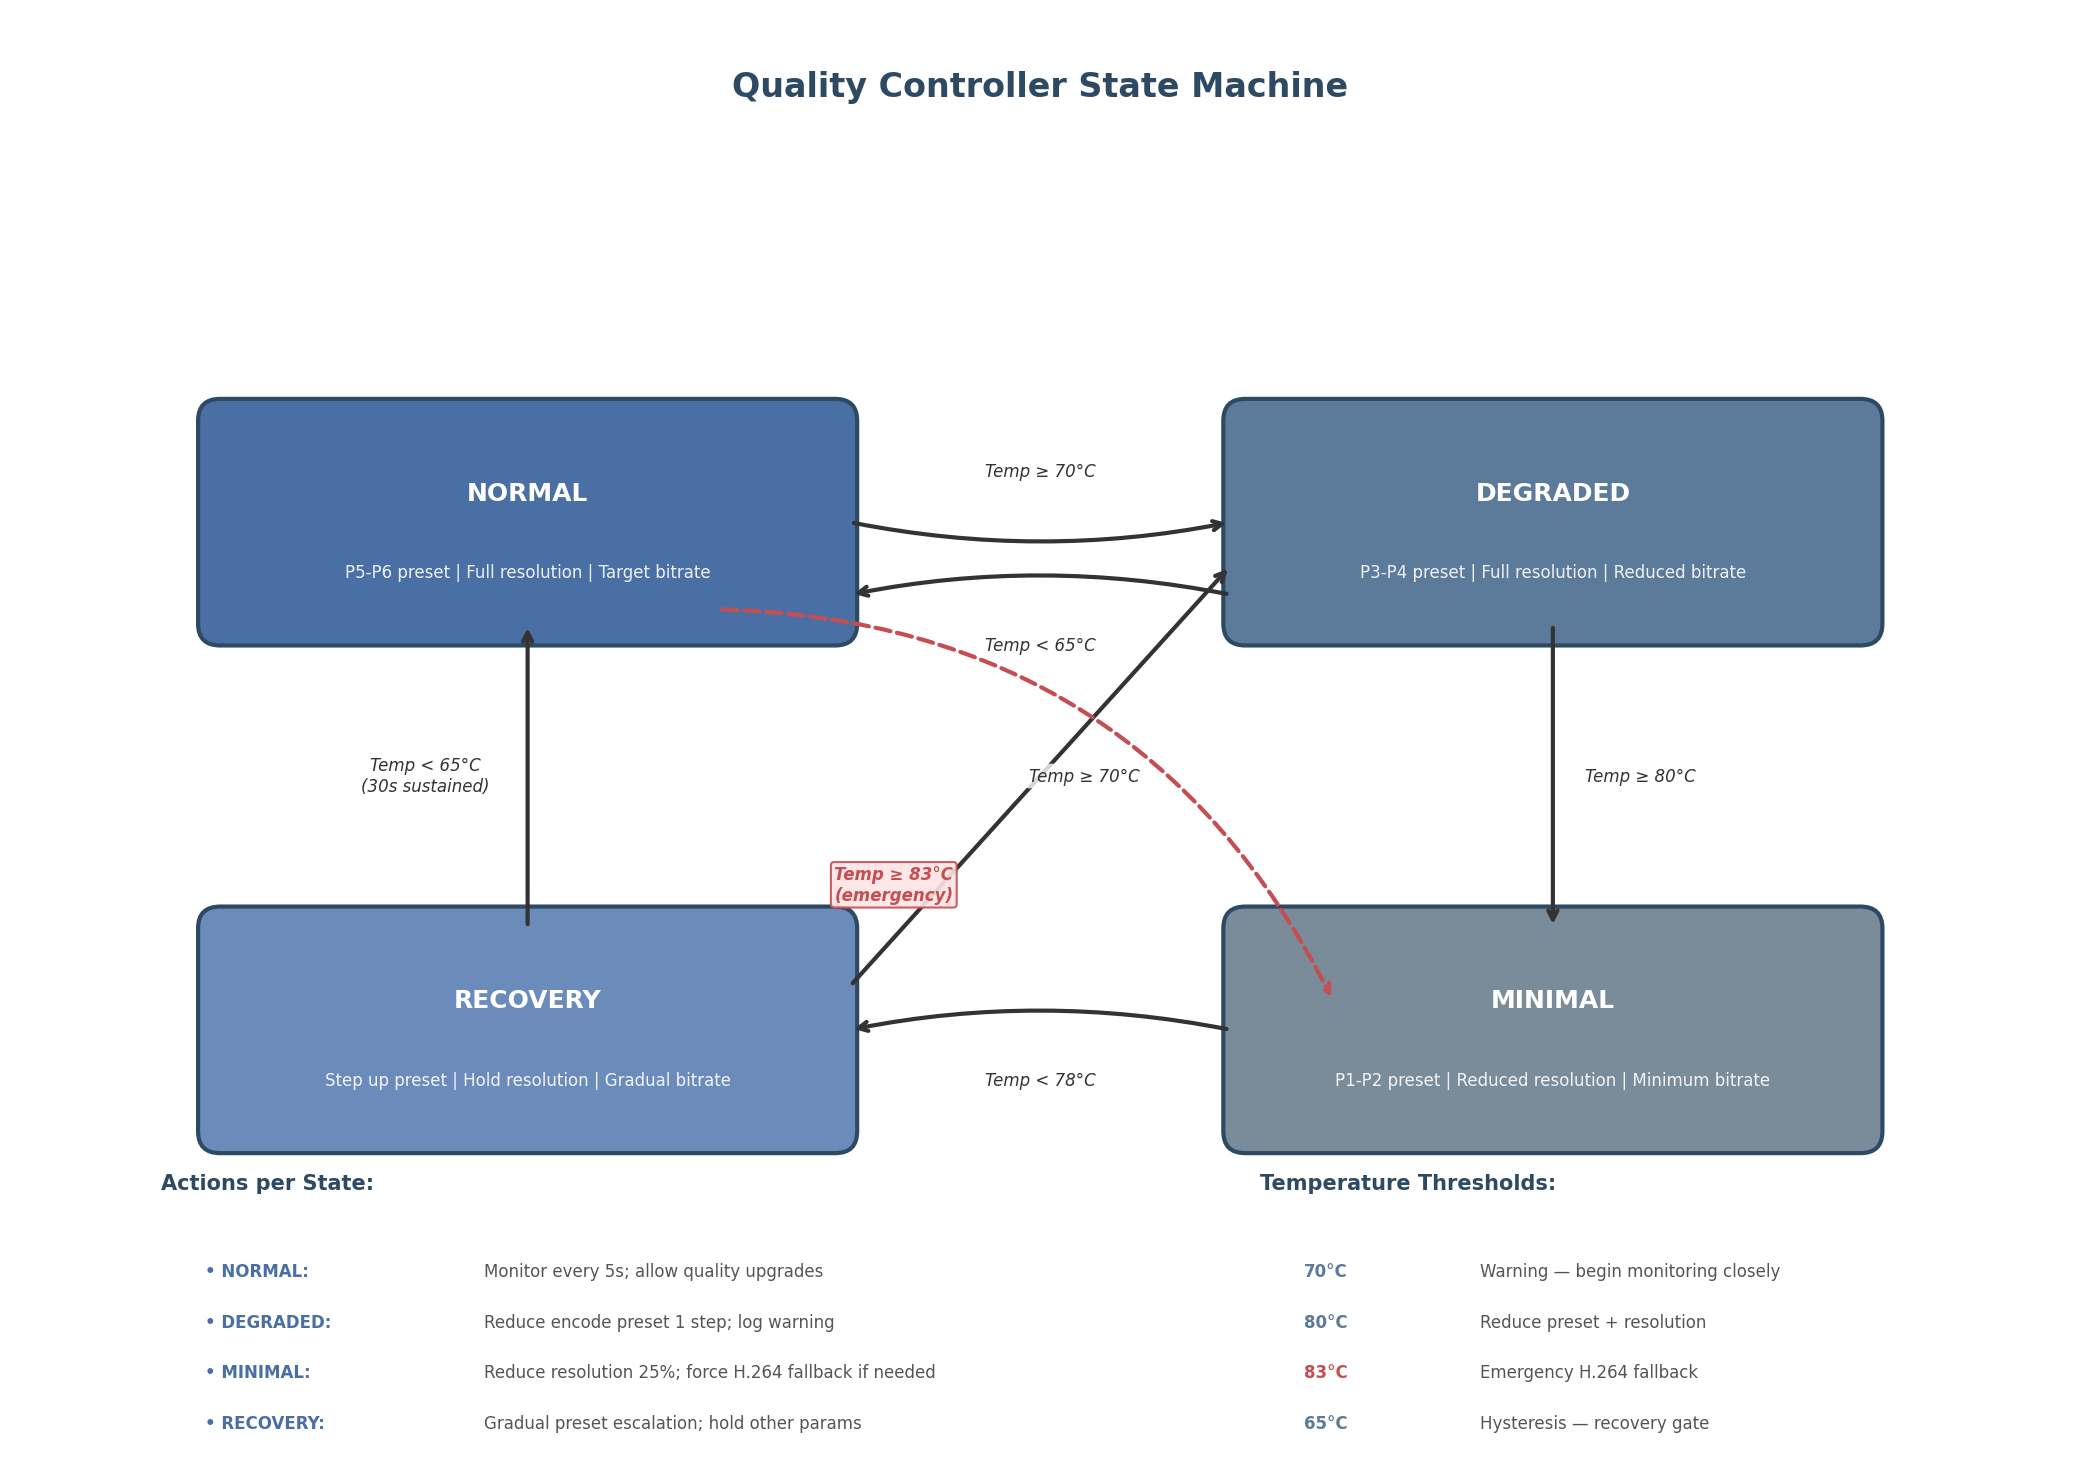 Quality Controller State Machine
Temp ≥ 70°C
NORMAL
DEGRADED
P5-P6 preset | Full resolution | Target bitrate
P3-P4 preset | Full resolution | Reduced bitrate
Temp < 65°C
Temp < 65°C
(30s sustained)
Temp ≥ 70°C
Temp ≥ 80°C
Temp ≥ 83°C
(emergency)
RECOVERY
MINIMAL
Step up preset | Hold resolution | Gradual bitrate
Temp < 78°C
P1-P2 preset | Reduced resolution | Minimum bitrate
Actions per State:
• NORMAL: Monitor every 5s; allow quality upgrades
• DEGRADED: Reduce encode preset 1 step; log warning
• MINIMAL: Reduce resolution 25%; force H.264 fallback if needed
• RECOVERY: Gradual preset escalation; hold other params
Temperature Thresholds:
70°C Warning — begin monitoring closely
80°C Reduce preset + resolution
83°C Emergency H.264 fallback
65°C Hysteresis — recovery gate